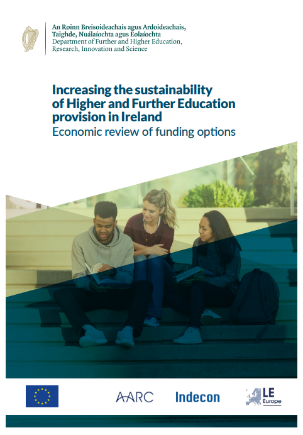 An Roinn Breisoideachais agus Ardoideachais,
Taighde, Nuálaíochta agus Eolaíochta
Department of Further and Higher Education,
Research, Innovation and Science
Increasing the sustainability
of Higher and Further Education
provision in Ireland
Economic review of funding options
AARC
Indecon
LE
Europe